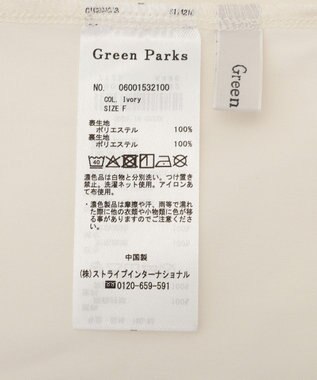 Green Parks
NO. 06001532100
COL. Ivory
SIZE F
表生地
ポリエステル 100%
裏生地
ポリエステル 100%
濃色品は白物と分別洗い。つけ置き
禁止。洗濯ネット使用。アイロンあ
て布使用。
・濃色製品は摩擦や汗、雨等で濡れ
た際に他の衣類や小物類に色が移
る事がありますのでご注意くださ
い。
中国製
(株)ストライプインターナショナル
0120-659-591
Green